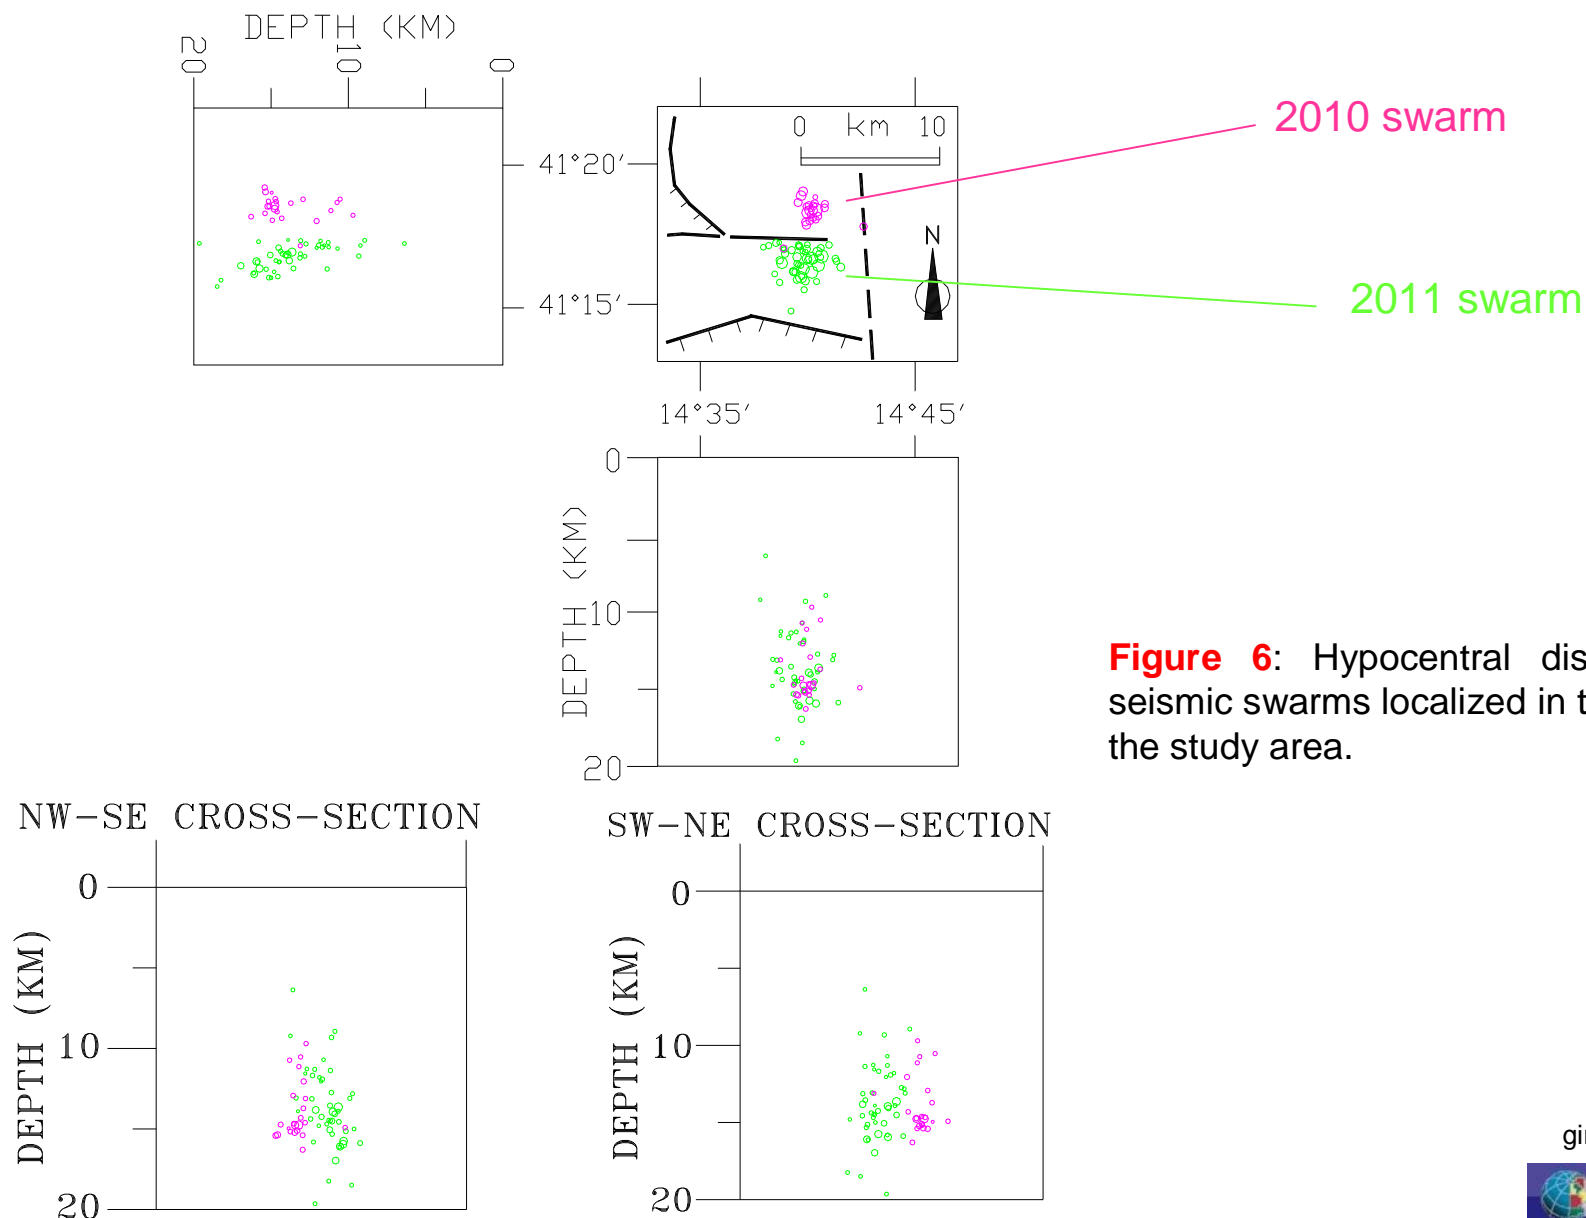 DEPTH (KM)
20
10
0
0 km 10
2010 swarm
41°20'
N
41°15'
2011 swarm
14°35'
14°45'
0
DEPTH (KM)
10
20
Figure 6: Hypocentral dis
seismic swarms localized in t
the study area.
NW-SE CROSS-SECTION
0
DEPTH (KM)
10
20
SW-NE CROSS-SECTION
0
DEPTH (KM)
10
20